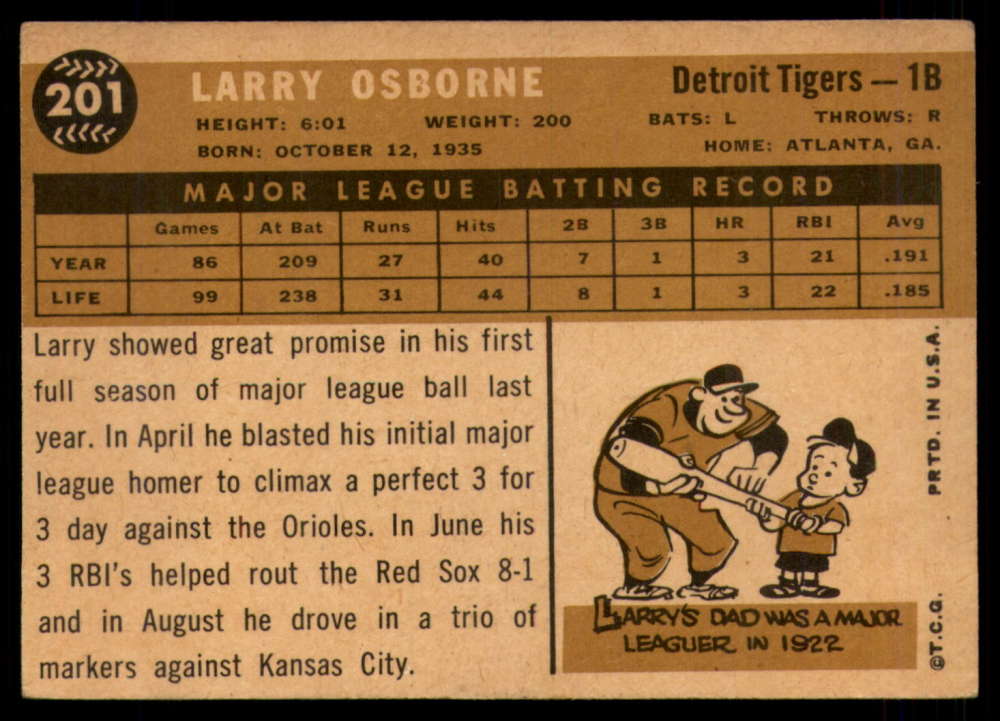 201
LARRY OSBORNE
Detroit Tigers — 1B
HEIGHT: 6:01 WEIGHT: 200 BATS: L THROWS: R
BORN: OCTOBER 12, 1935 HOME: ATLANTA, GA.
MAJOR LEAGUE BATTING RECORD
Games At Bat Runs Hits 2B 3B HR RBI Avg
YEAR 86 209 27 40 7 1 3 21 .191
LIFE 99 238 31 44 8 1 3 22 .185
Larry showed great promise in his first
full season of major league ball last
year. In April he blasted his initial major
league homer to climax a perfect 3 for
3 day against the Orioles. In June his
3 RBI's helped rout the Red Sox 8-1
and in August he drove in a trio of
markers against Kansas City.
LARRY'S DAD WAS A MAJOR
LEAGUER IN 1922
PRTD. IN U.S.A.
©T.C.G.